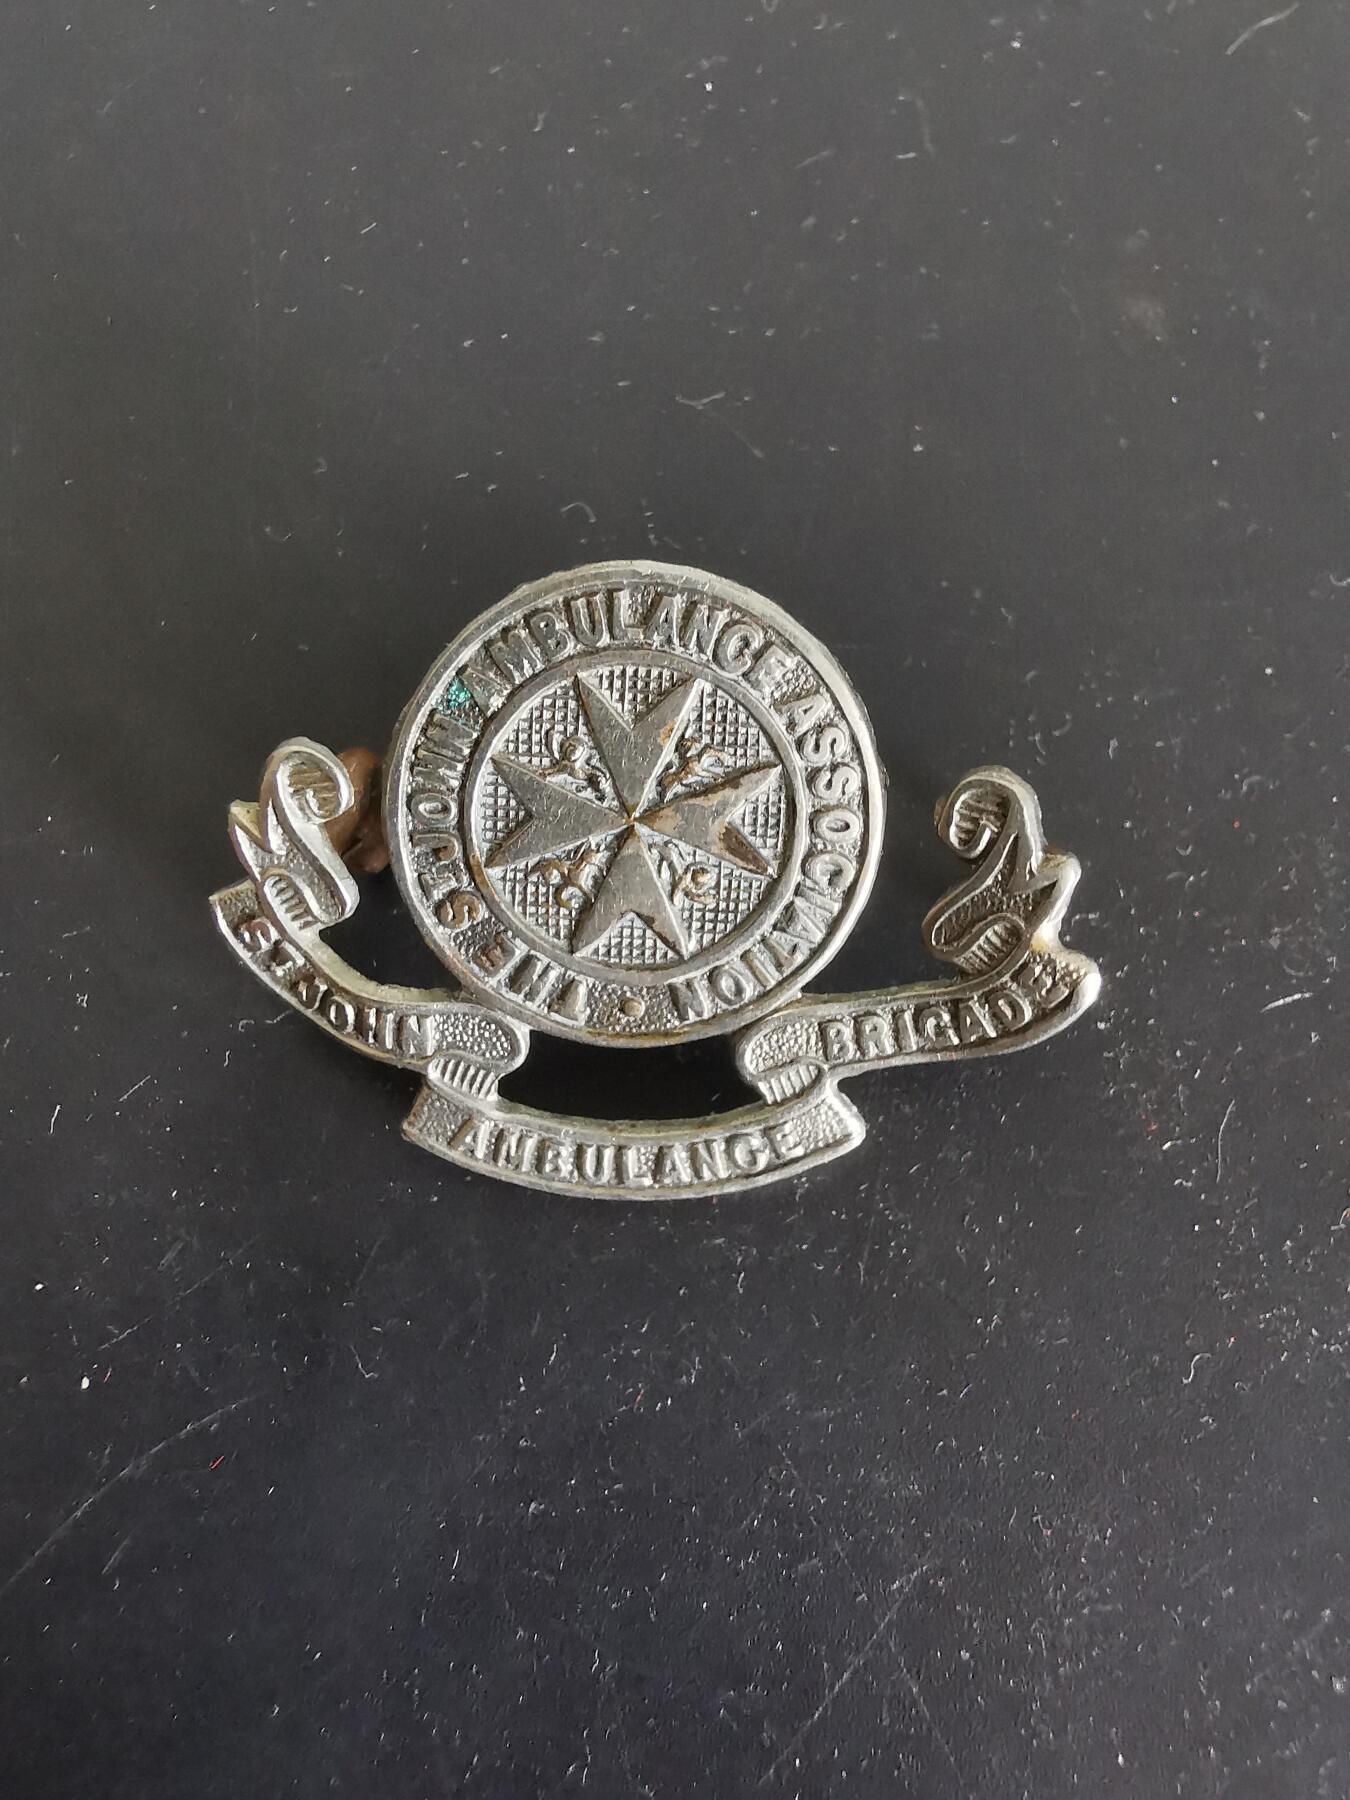 THE ST JOHN AMBULANCE ASSOCIATION
ST. JOHN
AMBULANCE
BRIGADE